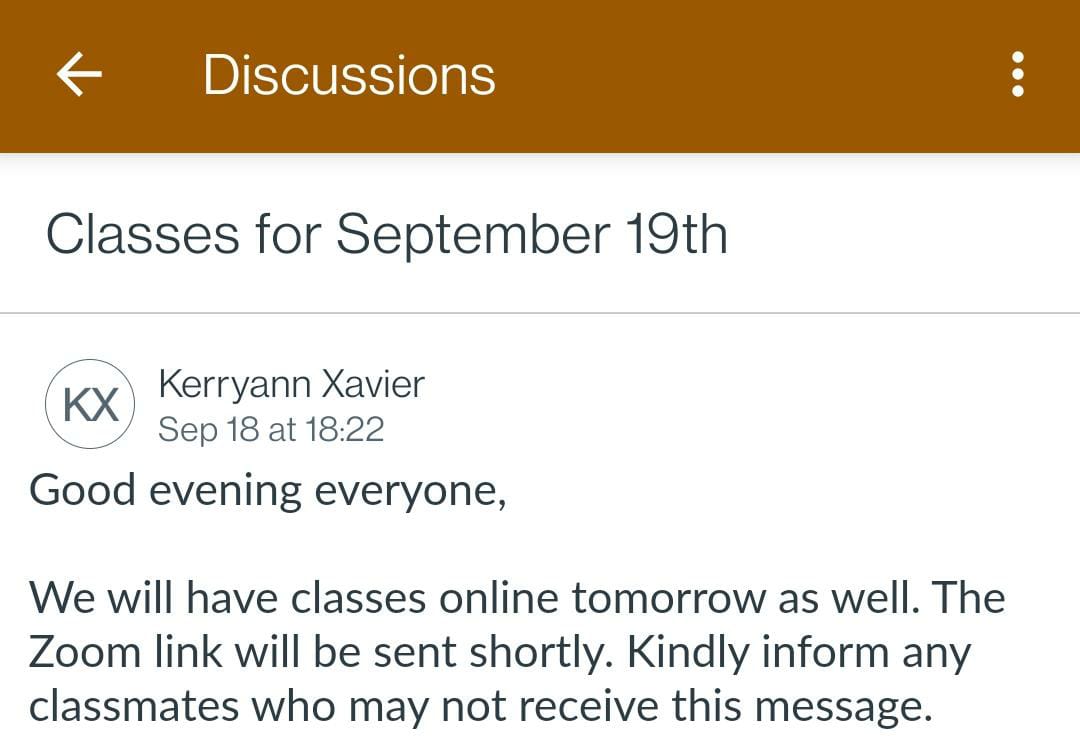 Discussions
Classes for September 19th
KX
Kerryann Xavier
Sep 18 at 18:22
Good evening everyone,
We will have classes online tomorrow as well. The
Zoom link will be sent shortly. Kindly inform any
classmates who may not receive this message.